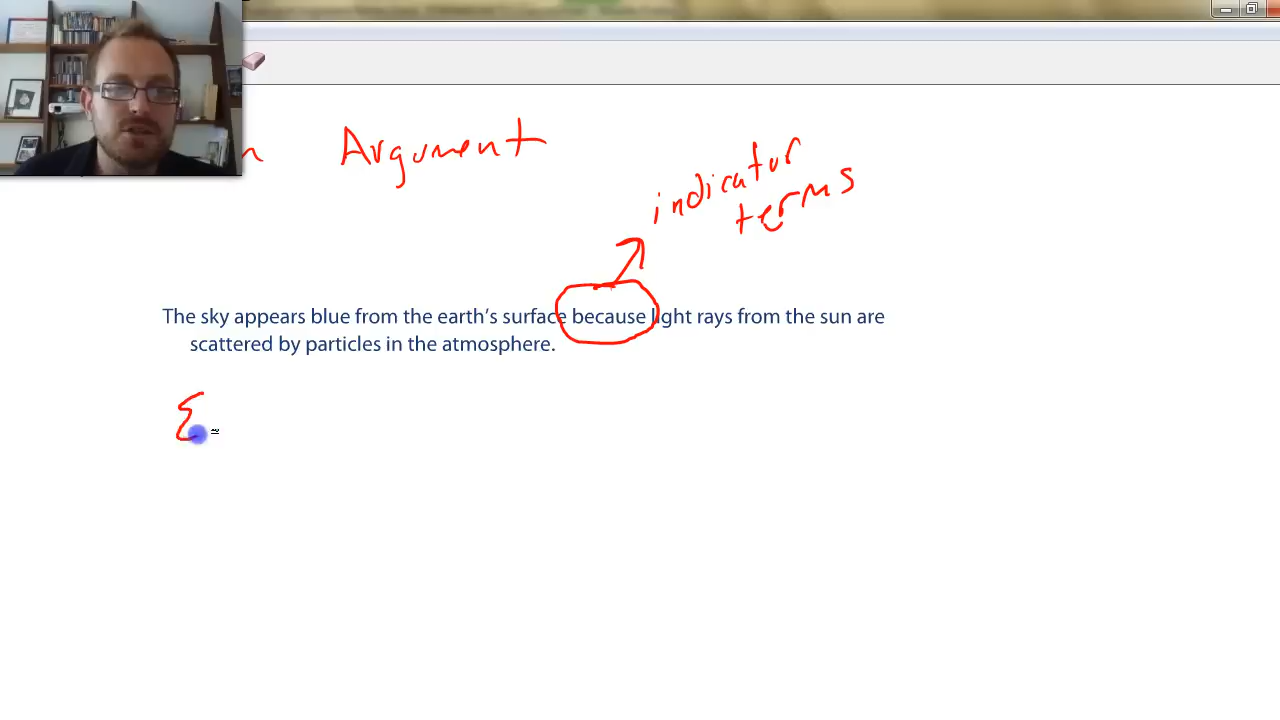 Argument
indicator
terms
The sky appears blue from the earth's surface because light rays from the sun are
scattered by particles in the atmosphere.